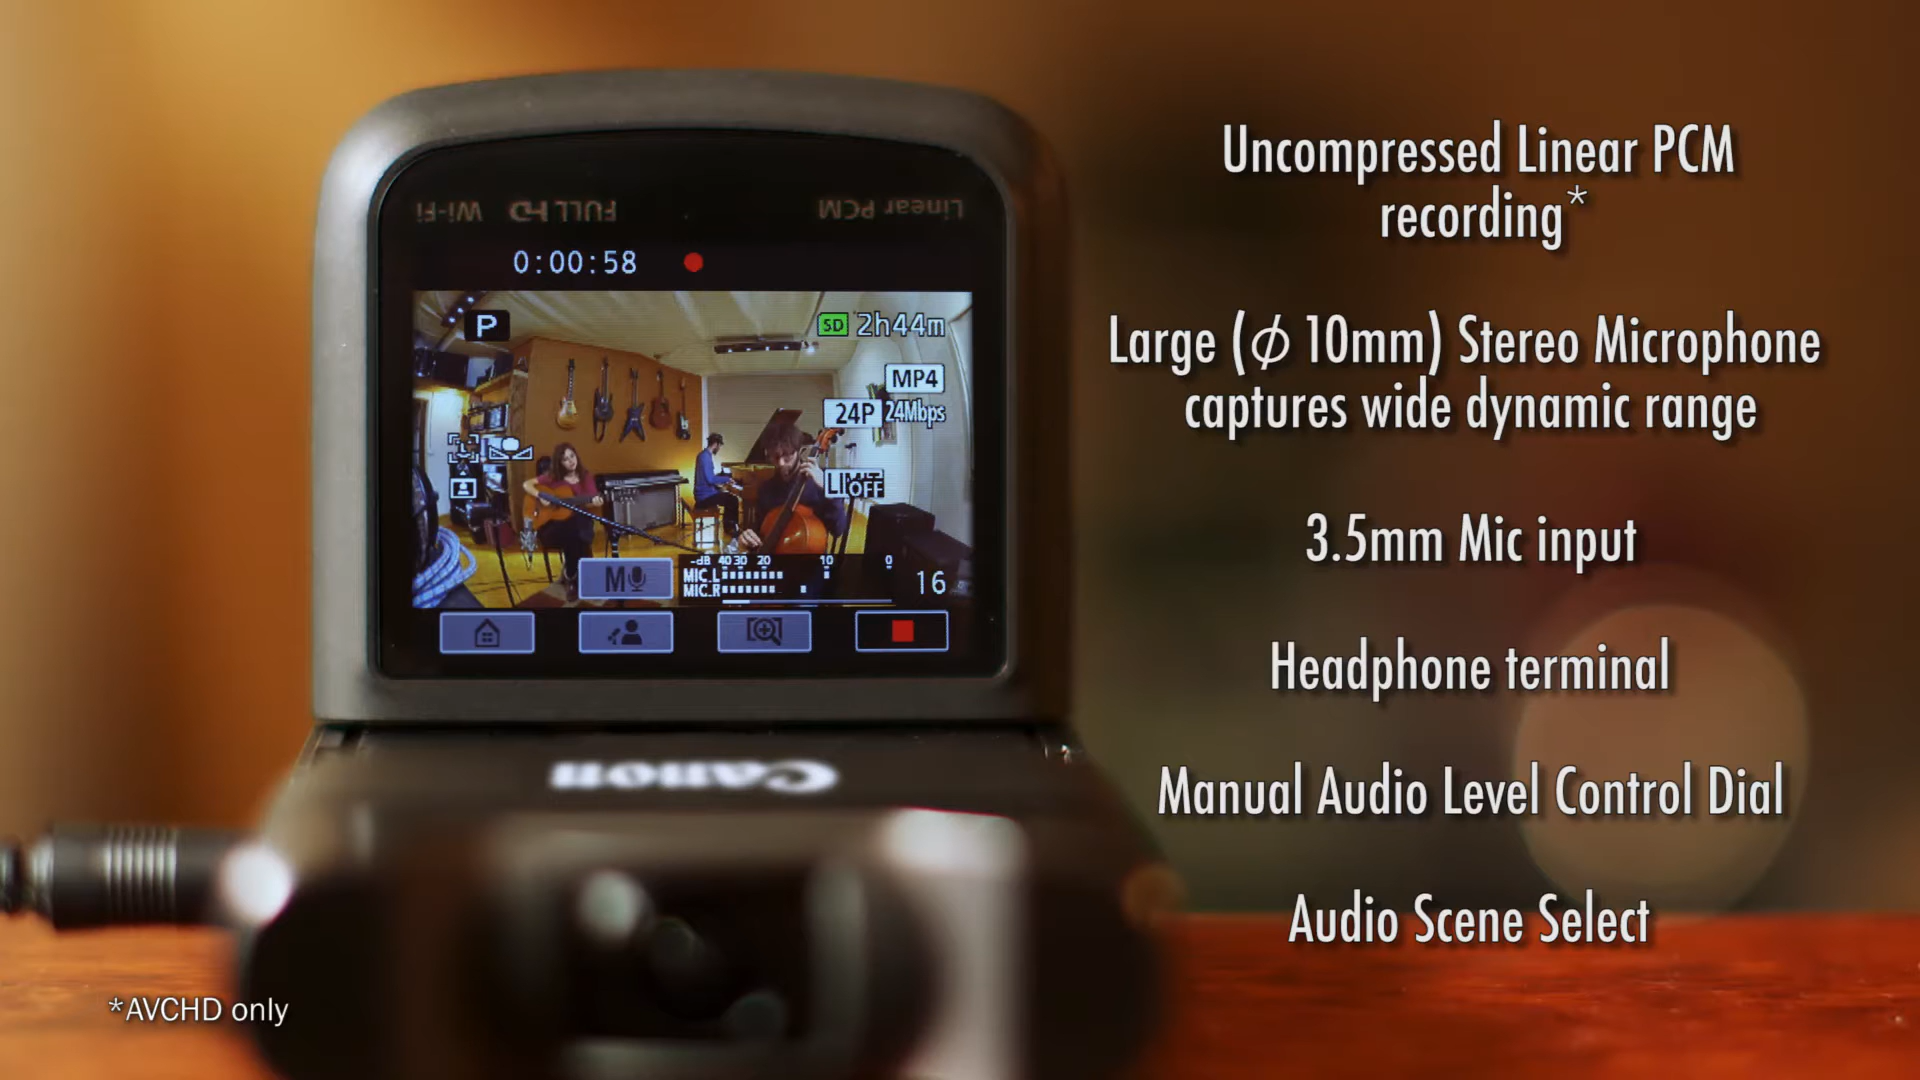 Wi-Fi FULL HD Linear PCM
0:00:58
P
SD 2h44m
MP4
24P 24Mbps
LIMIT OFF
M
-dB 40 30 20 10 0
MIC.L
MIC.R
16
Canon
Uncompressed Linear PCM
recording*
Large (ϕ 10mm) Stereo Microphone
captures wide dynamic range
3.5mm Mic input
Headphone terminal
Manual Audio Level Control Dial
Audio Scene Select
*AVCHD only